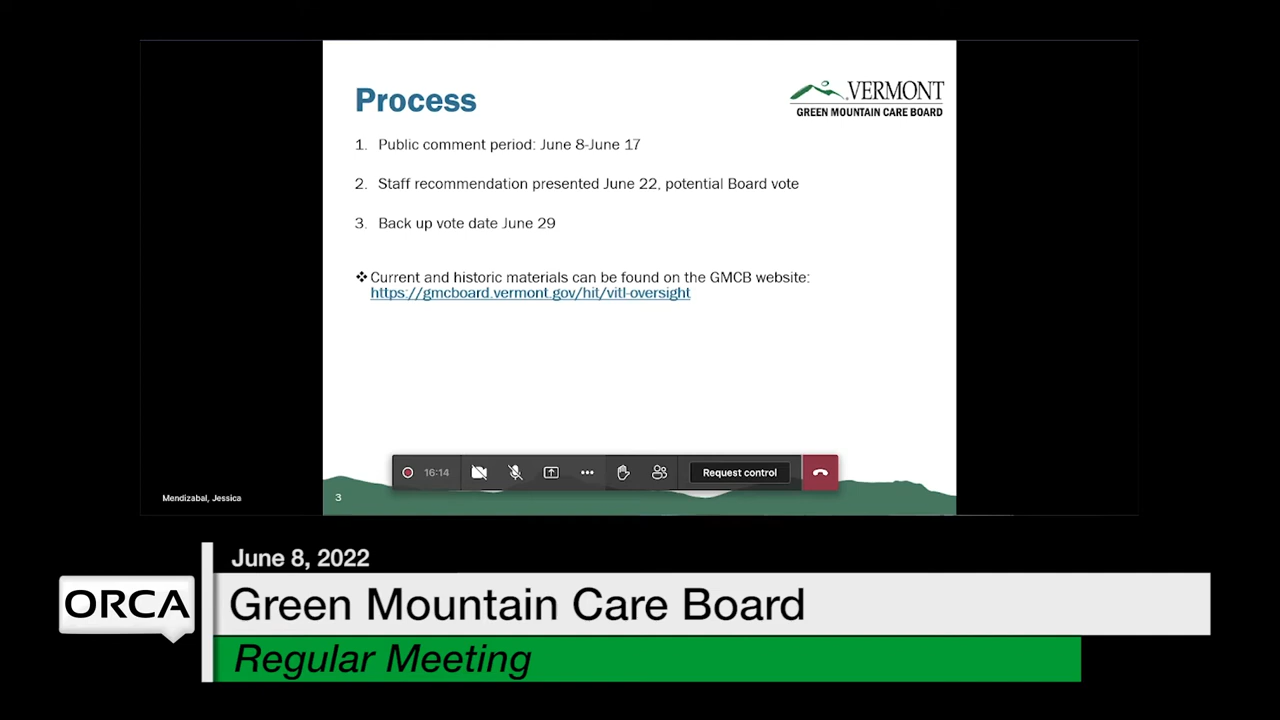 Process
VERMONT
GREEN MOUNTAIN CARE BOARD
1. Public comment period: June 8-June 17
2. Staff recommendation presented June 22, potential Board vote
3. Back up vote date June 29
❖Current and historic materials can be found on the GMCB website:
https://gmcboard.vermont.gov/hit/vitl-oversight
16:14
Request control
Mendizabal, Jessica
3
June 8, 2022
ORCA
Green Mountain Care Board
Regular Meeting